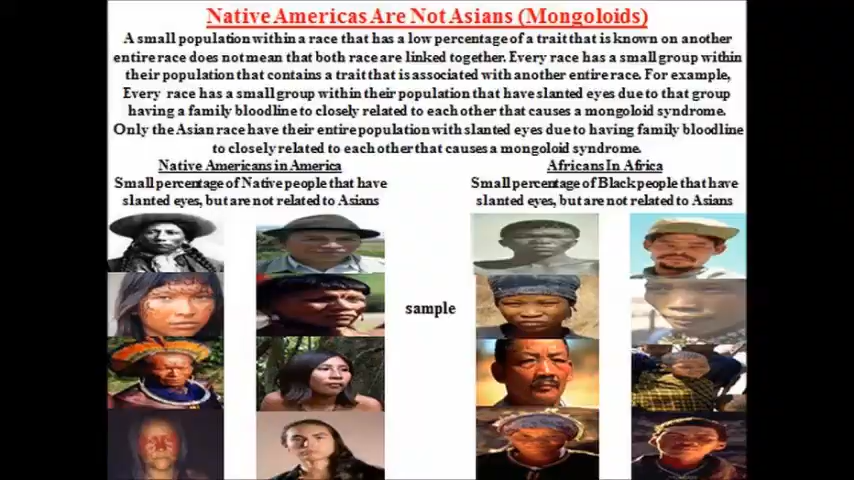 Native Americas Are Not Asians (Mongoloids)
A small population within a race that has a low percentage of a trait that is known on another
entire race does not mean that both race are linked together. Every race has a small group within
their population that contains a trait that is associated with another entire race. For example,
Every race has a small group within their population that have slanted eyes due to that group
having a family bloodline to closely related to each other that causes a mongoloid syndrome.
Only the Asian race have their entire population with slanted eyes due to having family bloodline
to closely related to each other that causes a mongoloid syndrome.
Native Americans in America
Small percentage of Native people that have
slanted eyes, but are not related to Asians
Africans In Africa
Small percentage of Black people that have
slanted eyes, but are not related to Asians
sample